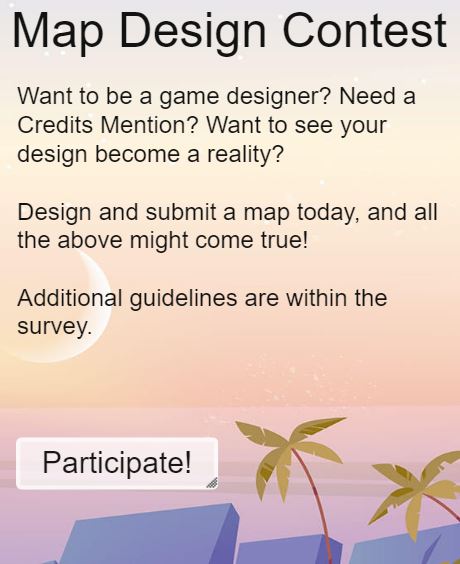 Map Design Contest
Want to be a game designer? Need a
Credits Mention? Want to see your
design become a reality?
Design and submit a map today, and all
the above might come true!
Additional guidelines are within the
survey.
Participate!